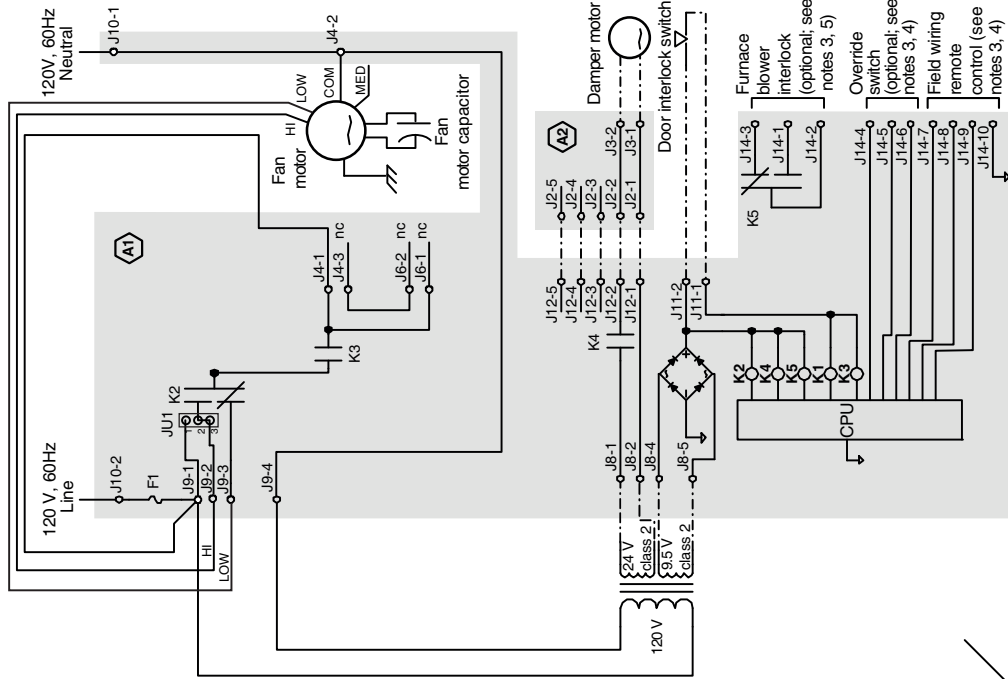 120V, 60Hz
Neutral
J10-1
J4-2
LOW
HI
COM
MED
Fan
motor
Fan
motor capacitor
A1
J4-1
J4-3
nc
J6-2
nc
J6-1
nc
K3
K2
JU1
1
2
3
120 V, 60Hz
Line
J10-2
F1
J9-1
J9-2
J9-3
HI
LOW
J9-4
Damper motor
Door interlock switch
A2
J3-2
J3-1
J2-5
J2-4
J2-3
J2-2
J2-1
J12-5
J12-4
J12-3
J12-2
J12-1
K4
J11-2
J11-1
J8-1
J8-2
J8-4
J8-5
24 V
class 2
9.5 V
class 2
120 V
K2
K4
K5
K1
K3
CPU
Furnace
blower
interlock
(optional; see
notes 3, 5)
J14-3
J14-1
J14-2
K5
Override
switch
(optional; see
notes 3, 4)
J14-4
J14-5
J14-6
Field wiring
remote
control (see
notes 3, 4)
J14-7
J14-8
J14-9
J14-10